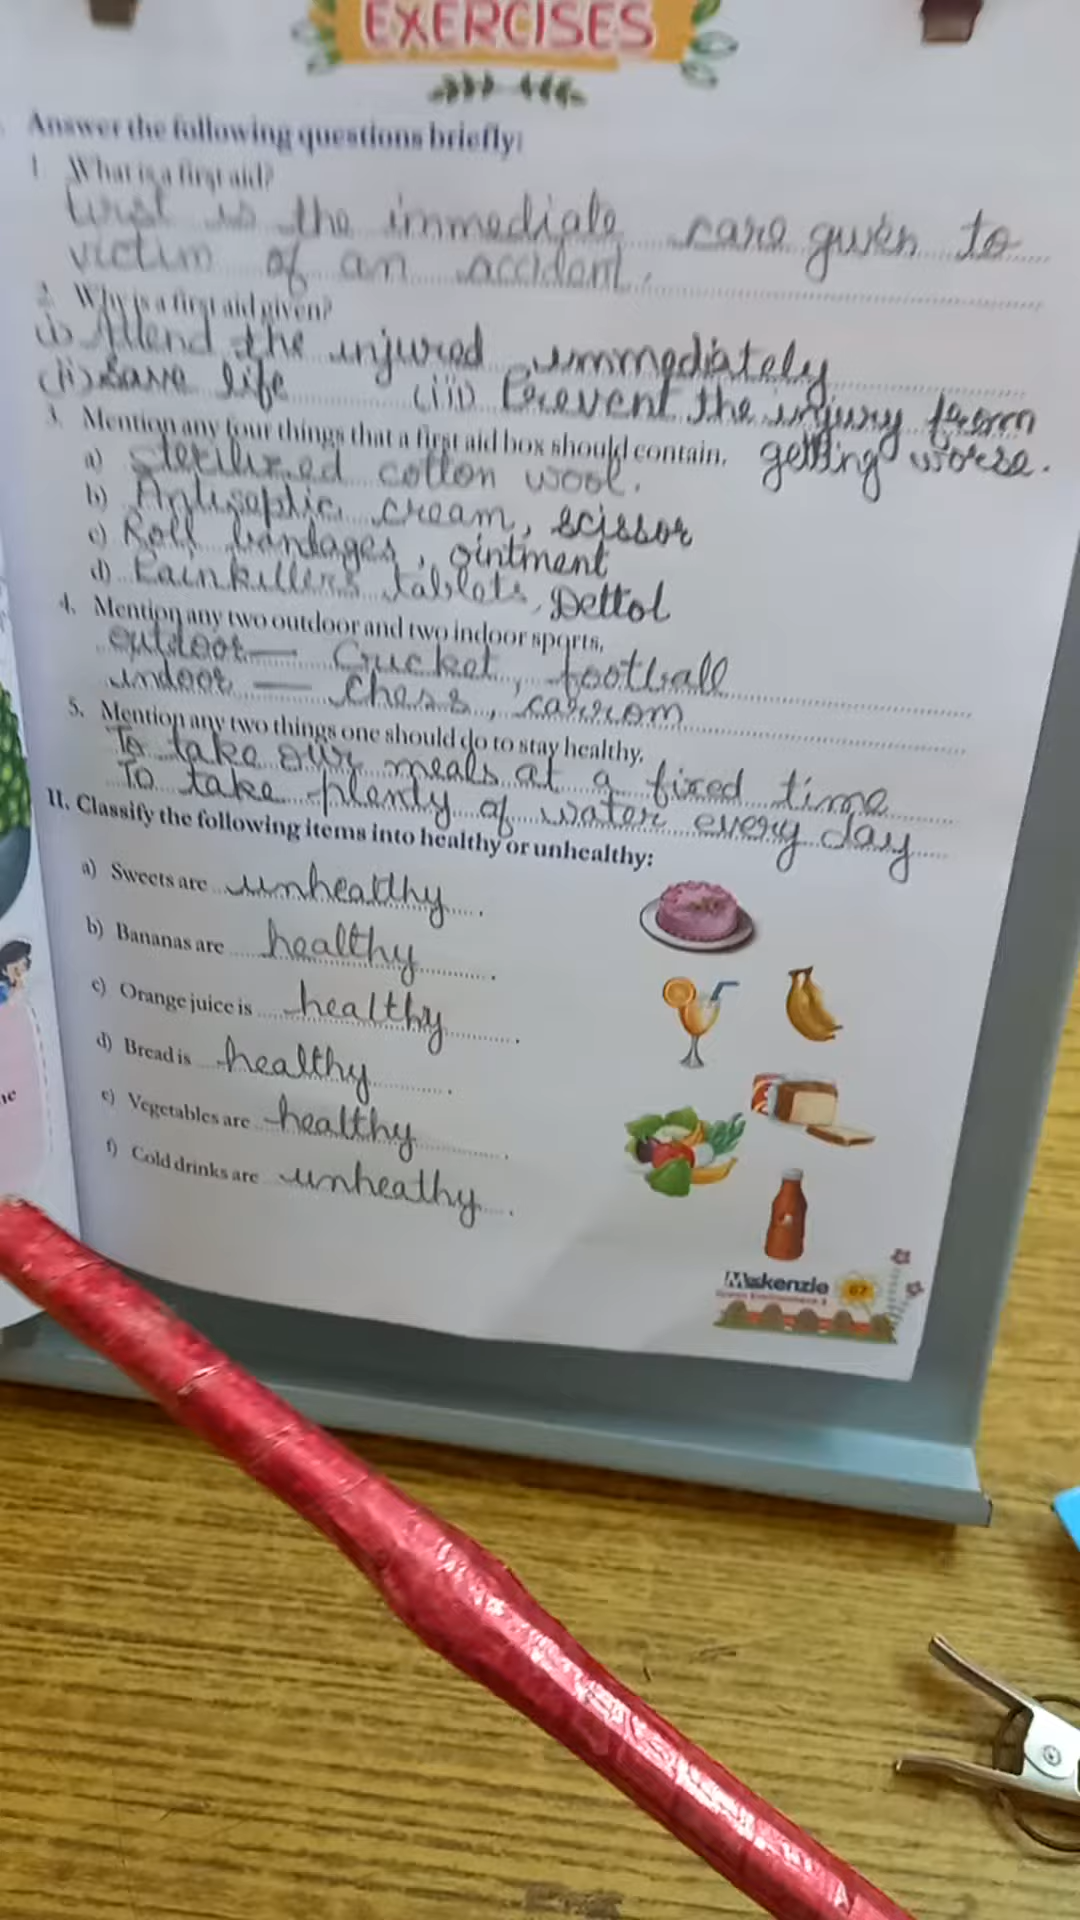 EXERCISES
Answer the following questions briefly:
1. What is a first aid?
First is the immediate care given to
victim of an accident.
2. Why is a first aid given?
(i) Attend the injured immediately
(ii) Save life (iii) Prevent the injury from
getting worse.
3. Mention any four things that a first aid box should contain.
a) sterilized cotton wool.
b) Antiseptic cream, scissor
c) Roll bandages, ointment
d) Painkillers tablets, Dettol
4. Mention any two outdoor and two indoor sports.
outdoor — Cricket, football
indoor — Chess, carrom
5. Mention any two things one should do to stay healthy.
To take our meals at a fixed time
To take plenty of water every day
II. Classify the following items into healthy or unhealthy:
a) Sweets are unhealthy.
b) Bananas are healthy.
c) Orange juice is healthy.
d) Bread is healthy.
e) Vegetables are healthy.
f) Cold drinks are unheathy.
Maskenzie 67